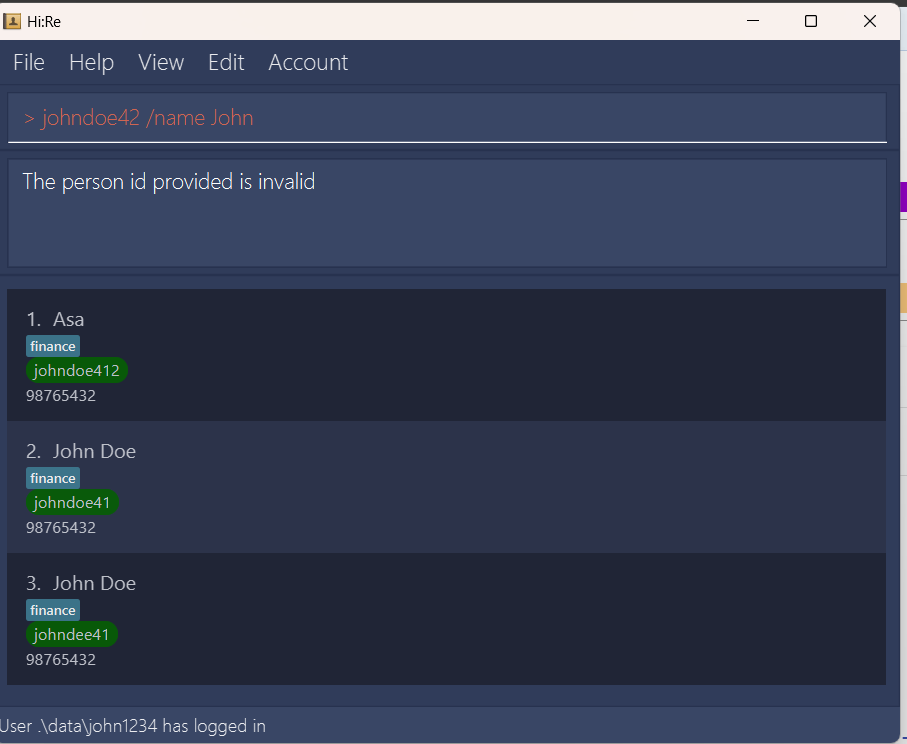 Hi:Re
File Help View Edit Account
> johndoe42 /name John
The person id provided is invalid
1. Asa
finance
johndoe412
98765432
2. John Doe
finance
johndoe41
98765432
3. John Doe
finance
johndee41
98765432
User .\data\john1234 has logged in